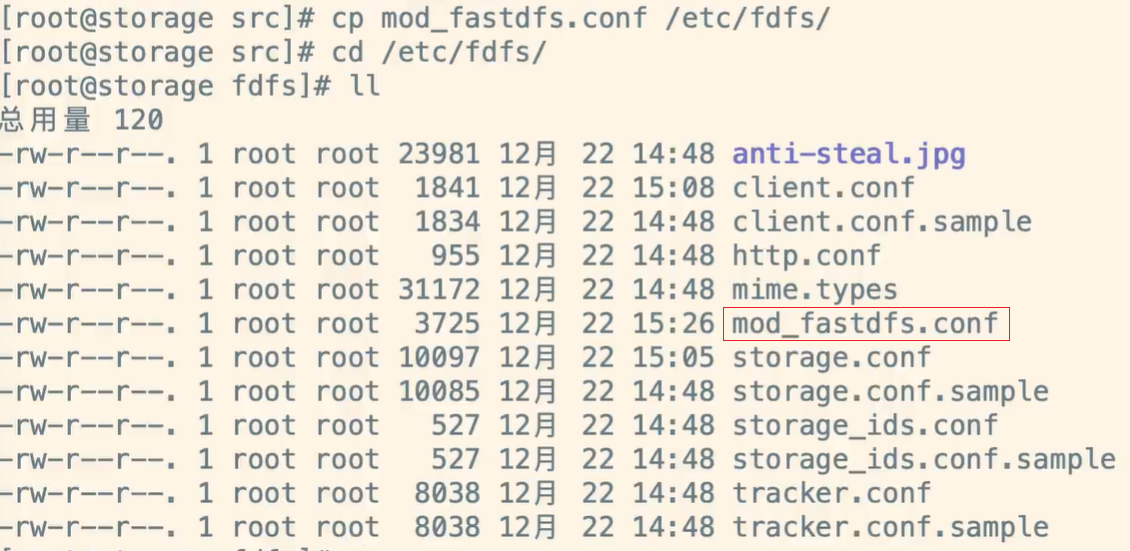 [root@storage src]# cp mod_fastdfs.conf /etc/fdfs/
[root@storage src]# cd /etc/fdfs/
[root@storage fdfs]# ll
总用量 120
-rw-r--r--. 1 root root 23981 12月 22 14:48 anti-steal.jpg
-rw-r--r--. 1 root root 1841 12月 22 15:08 client.conf
-rw-r--r--. 1 root root 1834 12月 22 14:48 client.conf.sample
-rw-r--r--. 1 root root 955 12月 22 14:48 http.conf
-rw-r--r--. 1 root root 31172 12月 22 14:48 mime.types
-rw-r--r--. 1 root root 3725 12月 22 15:26 mod_fastdfs.conf
-rw-r--r--. 1 root root 10097 12月 22 15:05 storage.conf
-rw-r--r--. 1 root root 10085 12月 22 14:48 storage.conf.sample
-rw-r--r--. 1 root root 527 12月 22 14:48 storage_ids.conf
-rw-r--r--. 1 root root 527 12月 22 14:48 storage_ids.conf.sample
-rw-r--r--. 1 root root 8038 12月 22 14:48 tracker.conf
-rw-r--r--. 1 root root 8038 12月 22 14:48 tracker.conf.sample